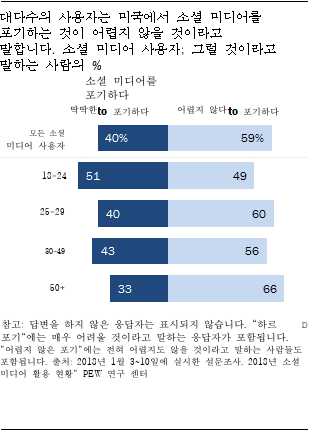 대다수의 사용자는 미국에서 소셜 미디어를
포기하는 것이 어렵지 않을 것이라고
말합니다. 소셜 미디어 사용자; 그럴 것이라고
말하는 사람의 %
소셜 미디어를
포기하다
딱딱한to 포기하다 어렵지 않다to 포기하다
모든 소셜
미디어 사용자 40% 59%
18-24 51 49
25-29 40 60
30-49 43 56
50+ 33 66
참고: 답변을 하지 않은 응답자는 표시되지 않습니다. "하르 D
포기"에는 매우 어려울 것이라고 말하는 응답자가 포함됩니다.
"어렵지 않은 포기"에는 전혀 어렵지도 않을 것이라고 말하는 사람들도
포함됩니다. 출처: 2018년 1월 3~10일에 실시한 설문조사. 2018년 소셜
미디어 활용 현황" PEW 연구 센터